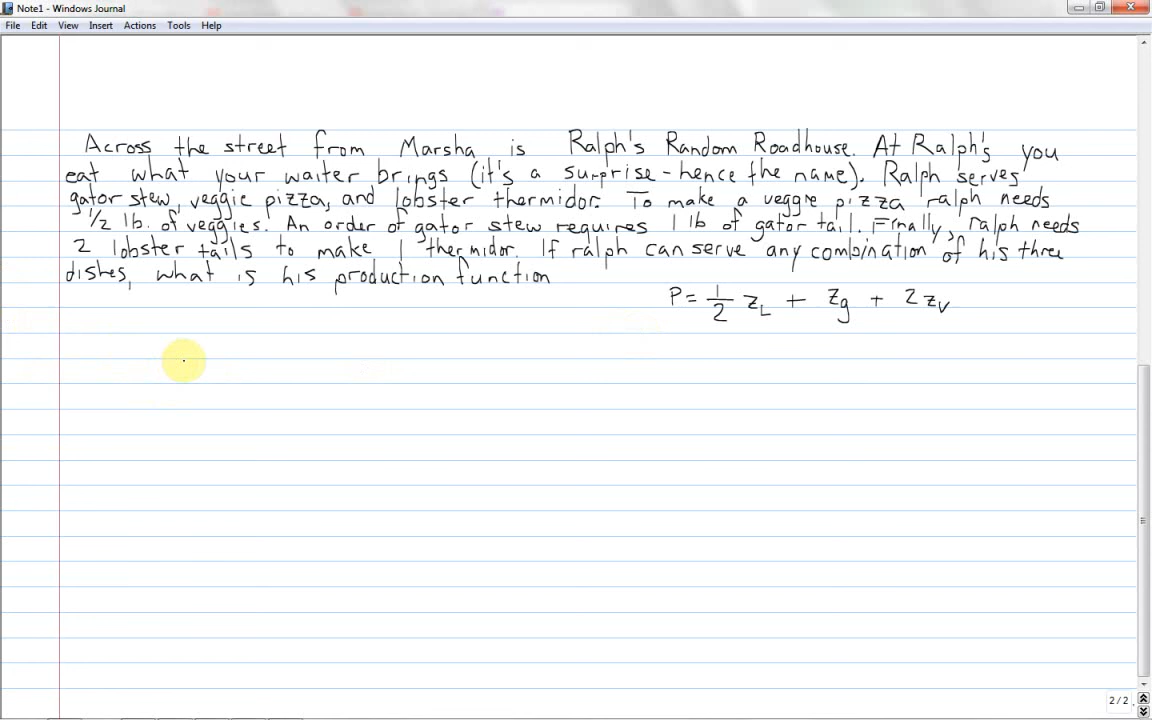 Note1 - Windows Journal
File Edit View Insert Actions Tools Help
Across the street from Marsha is Ralph's Random Roadhouse. At Ralph's you
eat what your waiter brings (it's a surprise - hence the name). Ralph serves
gator stew, veggie pizza, and lobster thermidor. To make a veggie pizza ralph needs
1/2 lb. of veggies. An order of gator stew requires 1 lb of gator tail. Finally, ralph needs
2 lobster tails to make 1 thermidor. If ralph can serve any combination of his three
dishes, what is his production function
P = 1/2 z_L + z_g + 2 z_V
2 / 2